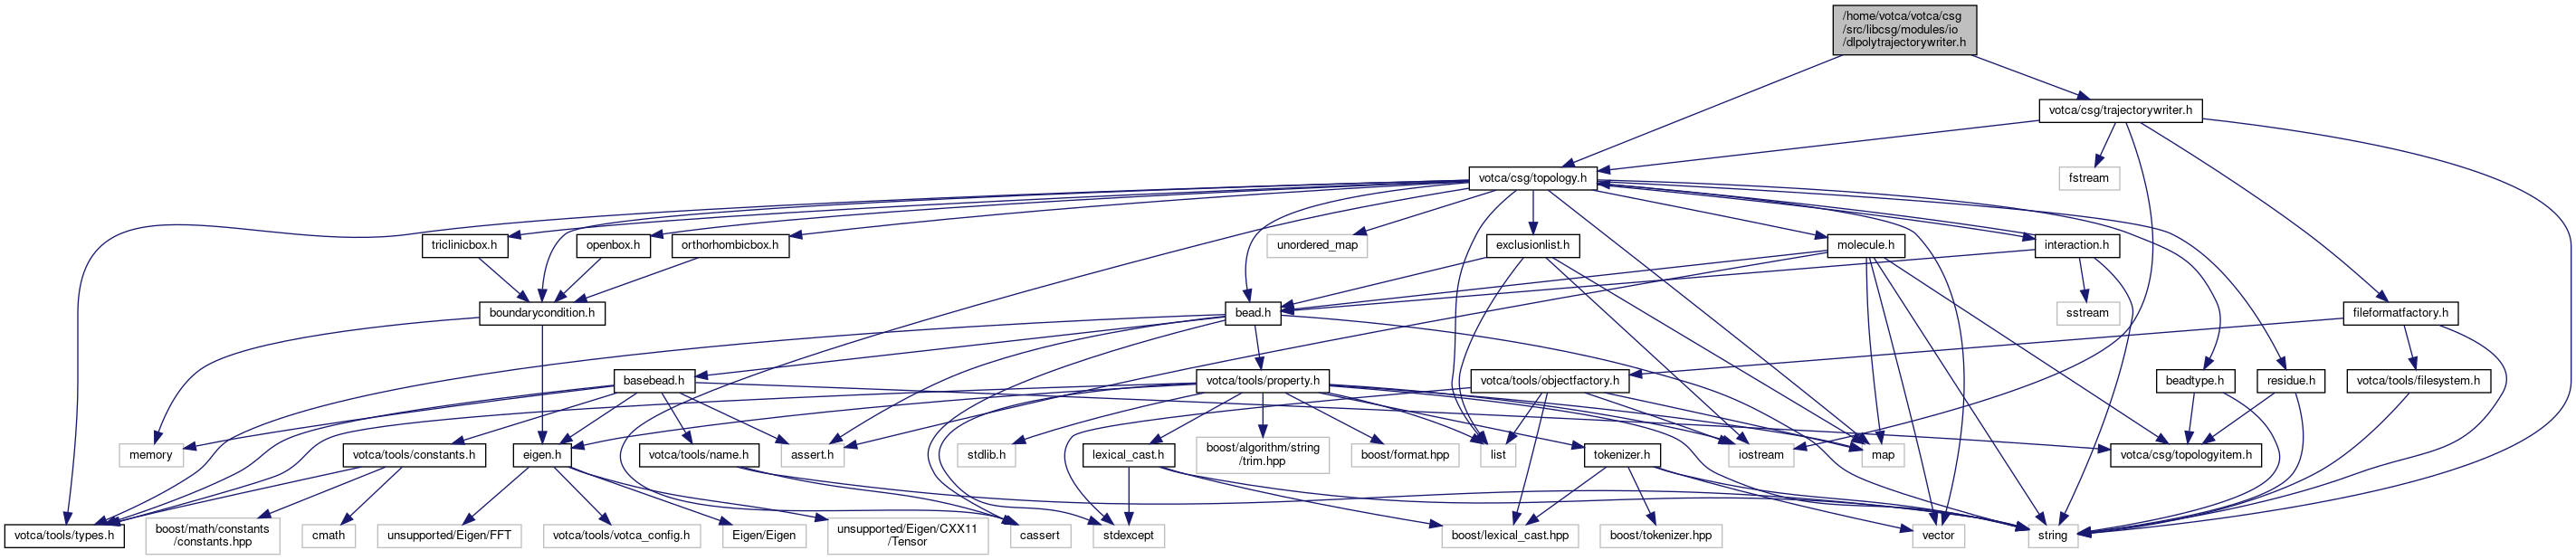 /home/votca/votca/csg
/src/libcsg/modules/io
/dlpolytrajectorywriter.h
votca/csg/trajectorywriter.h
votca/csg/topology.h
fstream
triclinicbox.h
openbox.h
orthorhombicbox.h
unordered_map
exclusionlist.h
molecule.h
interaction.h
boundarycondition.h
bead.h
sstream
fileformatfactory.h
basebead.h
votca/tools/property.h
votca/tools/objectfactory.h
beadtype.h
residue.h
votca/tools/filesystem.h
memory
votca/tools/constants.h
eigen.h
votca/tools/name.h
assert.h
stdlib.h
lexical_cast.h
boost/algorithm/string
/trim.hpp
boost/format.hpp
list
tokenizer.h
iostream
map
votca/csg/topologyitem.h
votca/tools/types.h
boost/math/constants
/constants.hpp
cmath
unsupported/Eigen/FFT
votca/tools/votca_config.h
Eigen/Eigen
unsupported/Eigen/CXX11
/Tensor
cassert
stdexcept
boost/lexical_cast.hpp
boost/tokenizer.hpp
vector
string